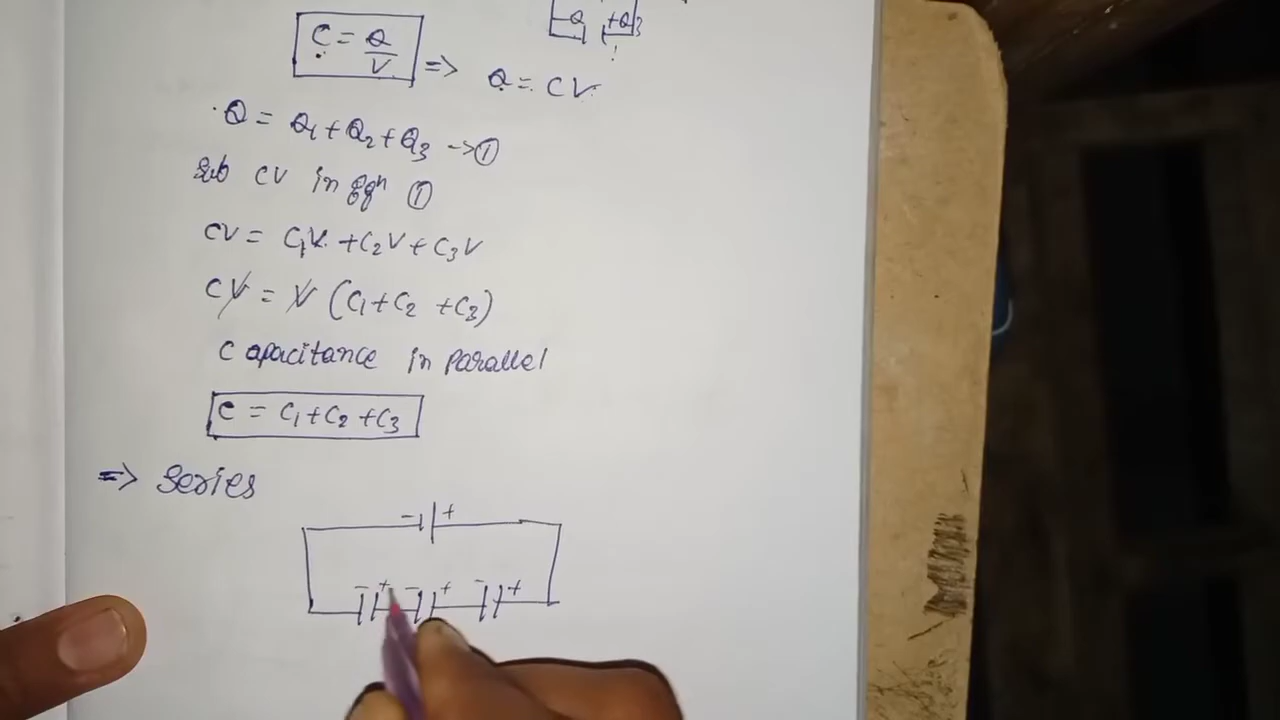 -Q +Q3
C = Q/V => Q = CV
Q = Q1 + Q2 + Q3 -> ①
Sub CV in Eqn ①
CV = C1V + C2V + C3V
CV = V (C1 + C2 + C3)
Capacitance in parallel
C = C1 + C2 + C3
=> Series
- +
- + - + - +